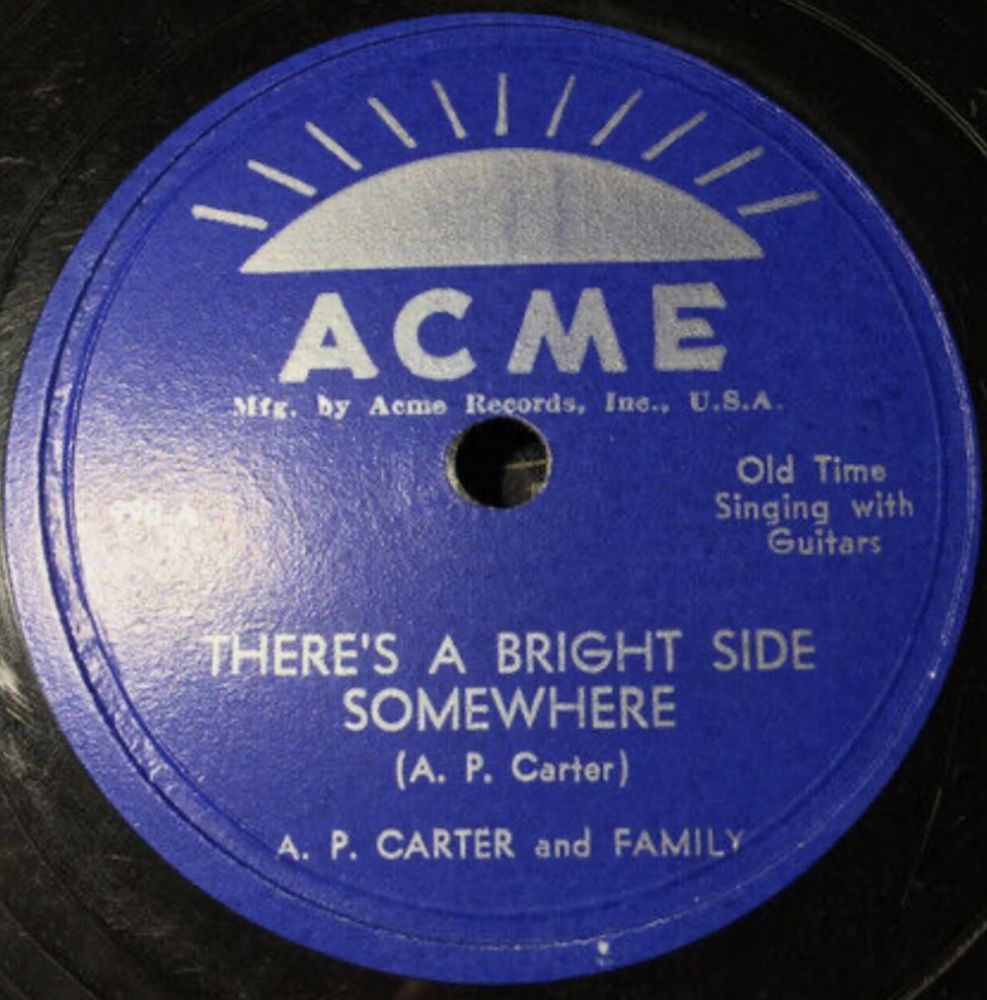 ACME
Mfg. by Acme Records, Inc., U.S.A.
Old Time
Singing with
Guitars
THERE'S A BRIGHT SIDE
SOMEWHERE
(A. P. Carter)
A. P. CARTER and FAMILY